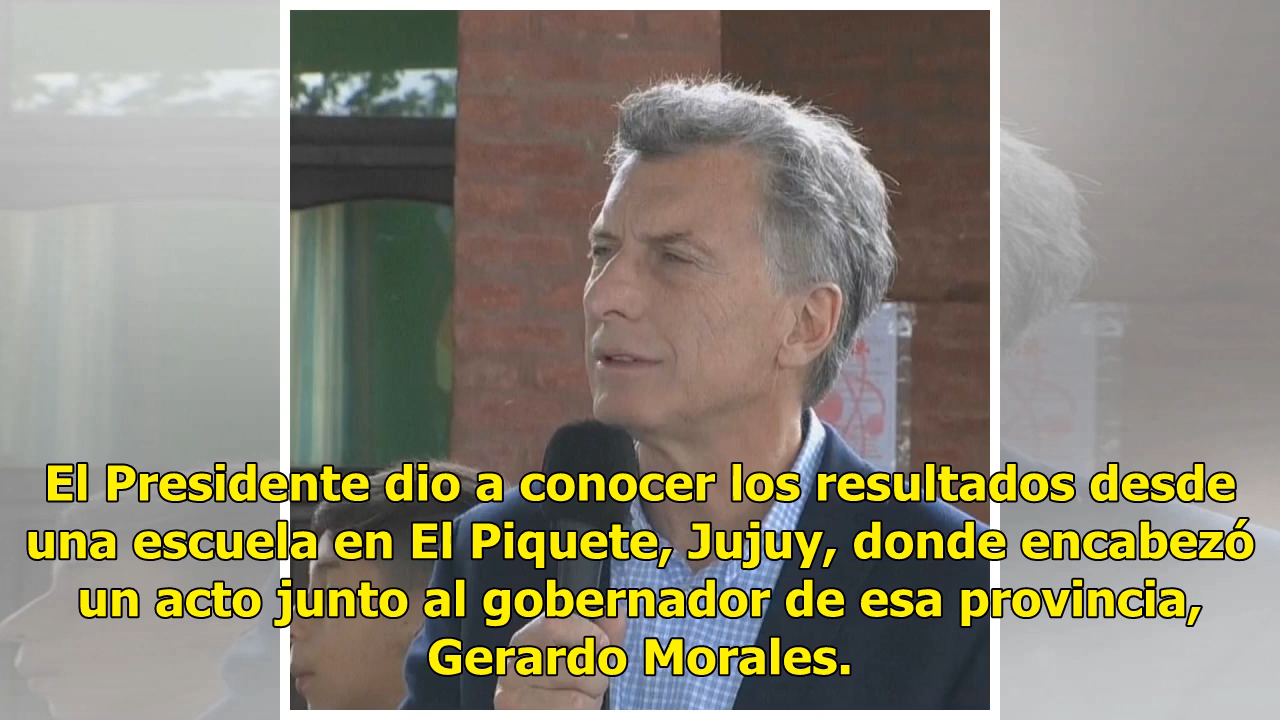 El Presidente dio a conocer los resultados desde
una escuela en El Piquete, Jujuy, donde encabezó
un acto junto al gobernador de esa provincia,
Gerardo Morales.